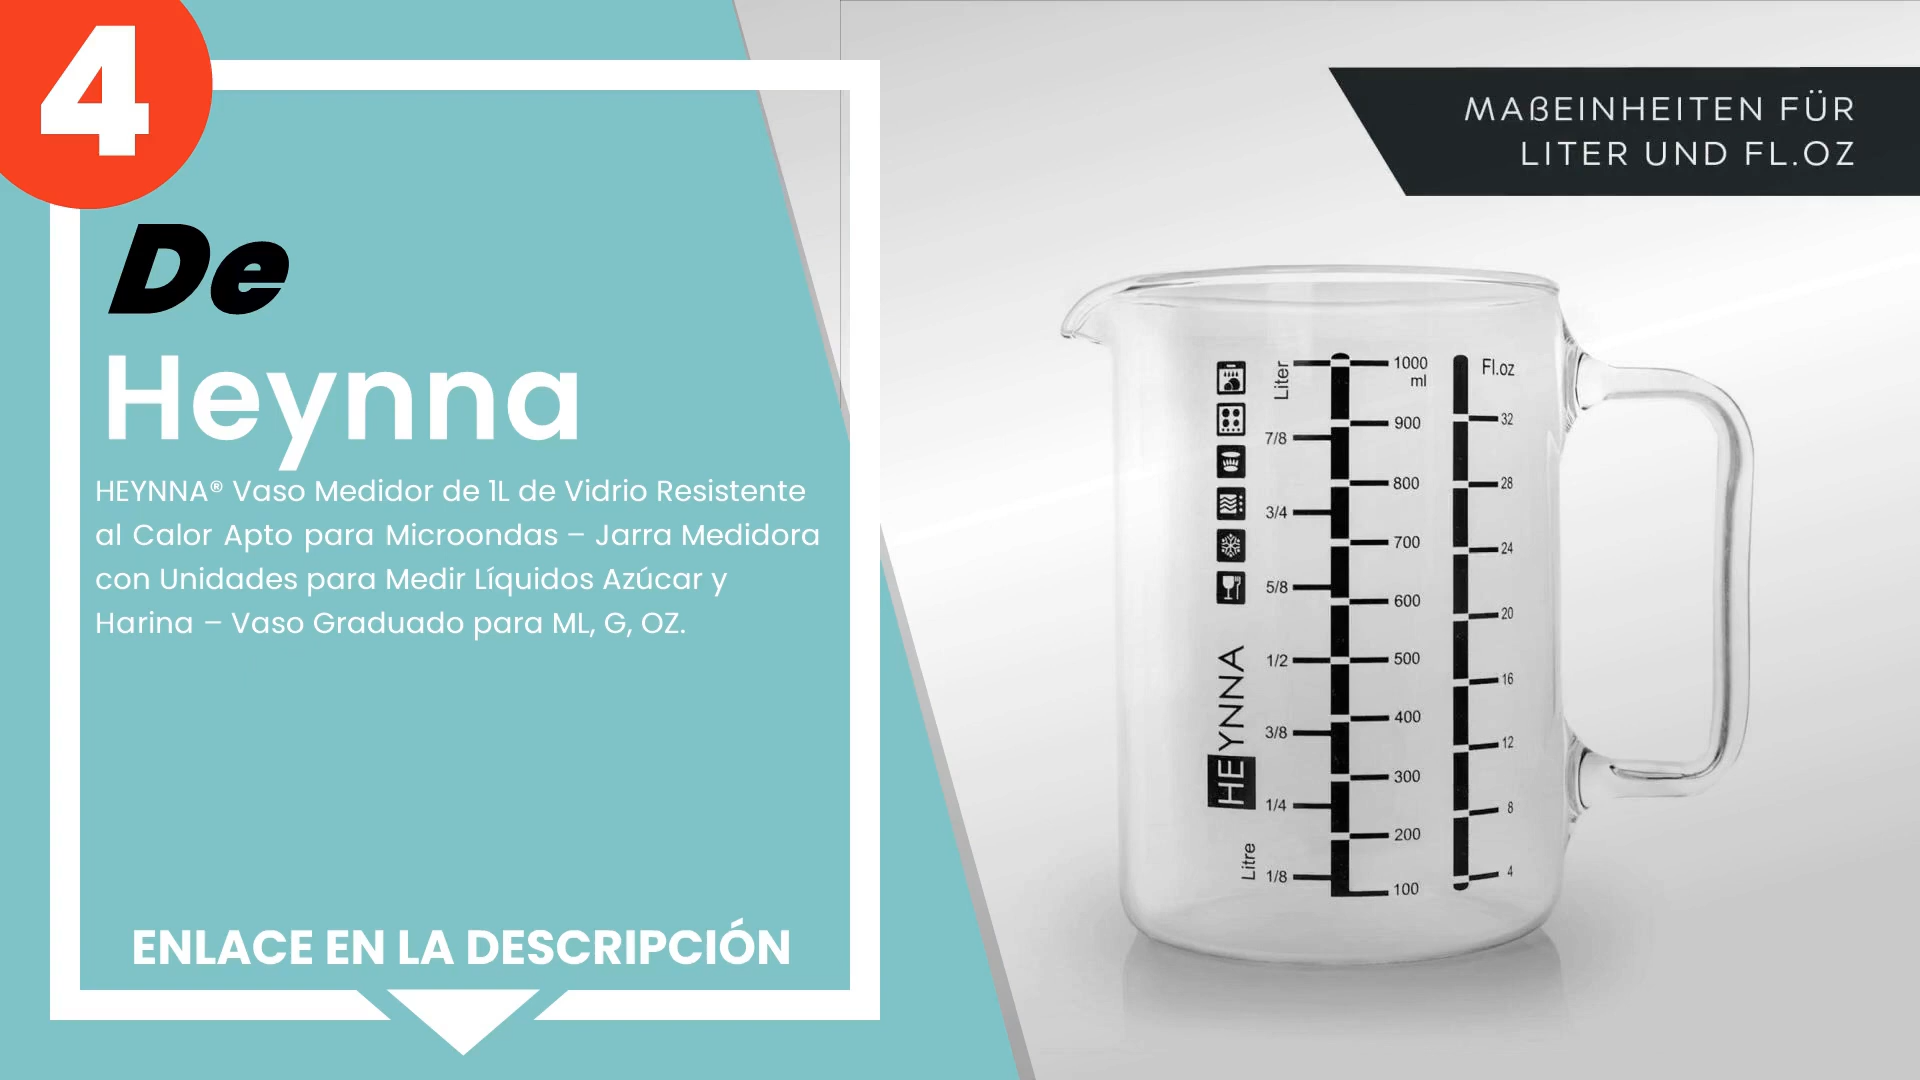 4
De
Heynna
HEYNNA® Vaso Medidor de 1L de Vidrio Resistente
al Calor Apto para Microondas – Jarra Medidora
con Unidades para Medir Líquidos Azúcar y
Harina – Vaso Graduado para ML, G, OZ.
ENLACE EN LA DESCRIPCIÓN
MAßEINHEITEN FÜR
LITER UND FL.OZ
Liter
1000
ml
Fl.oz
900
32
7/8
800
28
3/4
700
24
5/8
600
20
1/2
500
16
3/8
400
12
1/4
300
8
200
Litre
1/8
100
4
HEYNNA